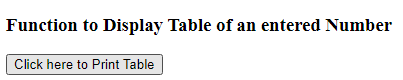 Function to Display Table of an entered Number
Click here to Print Table